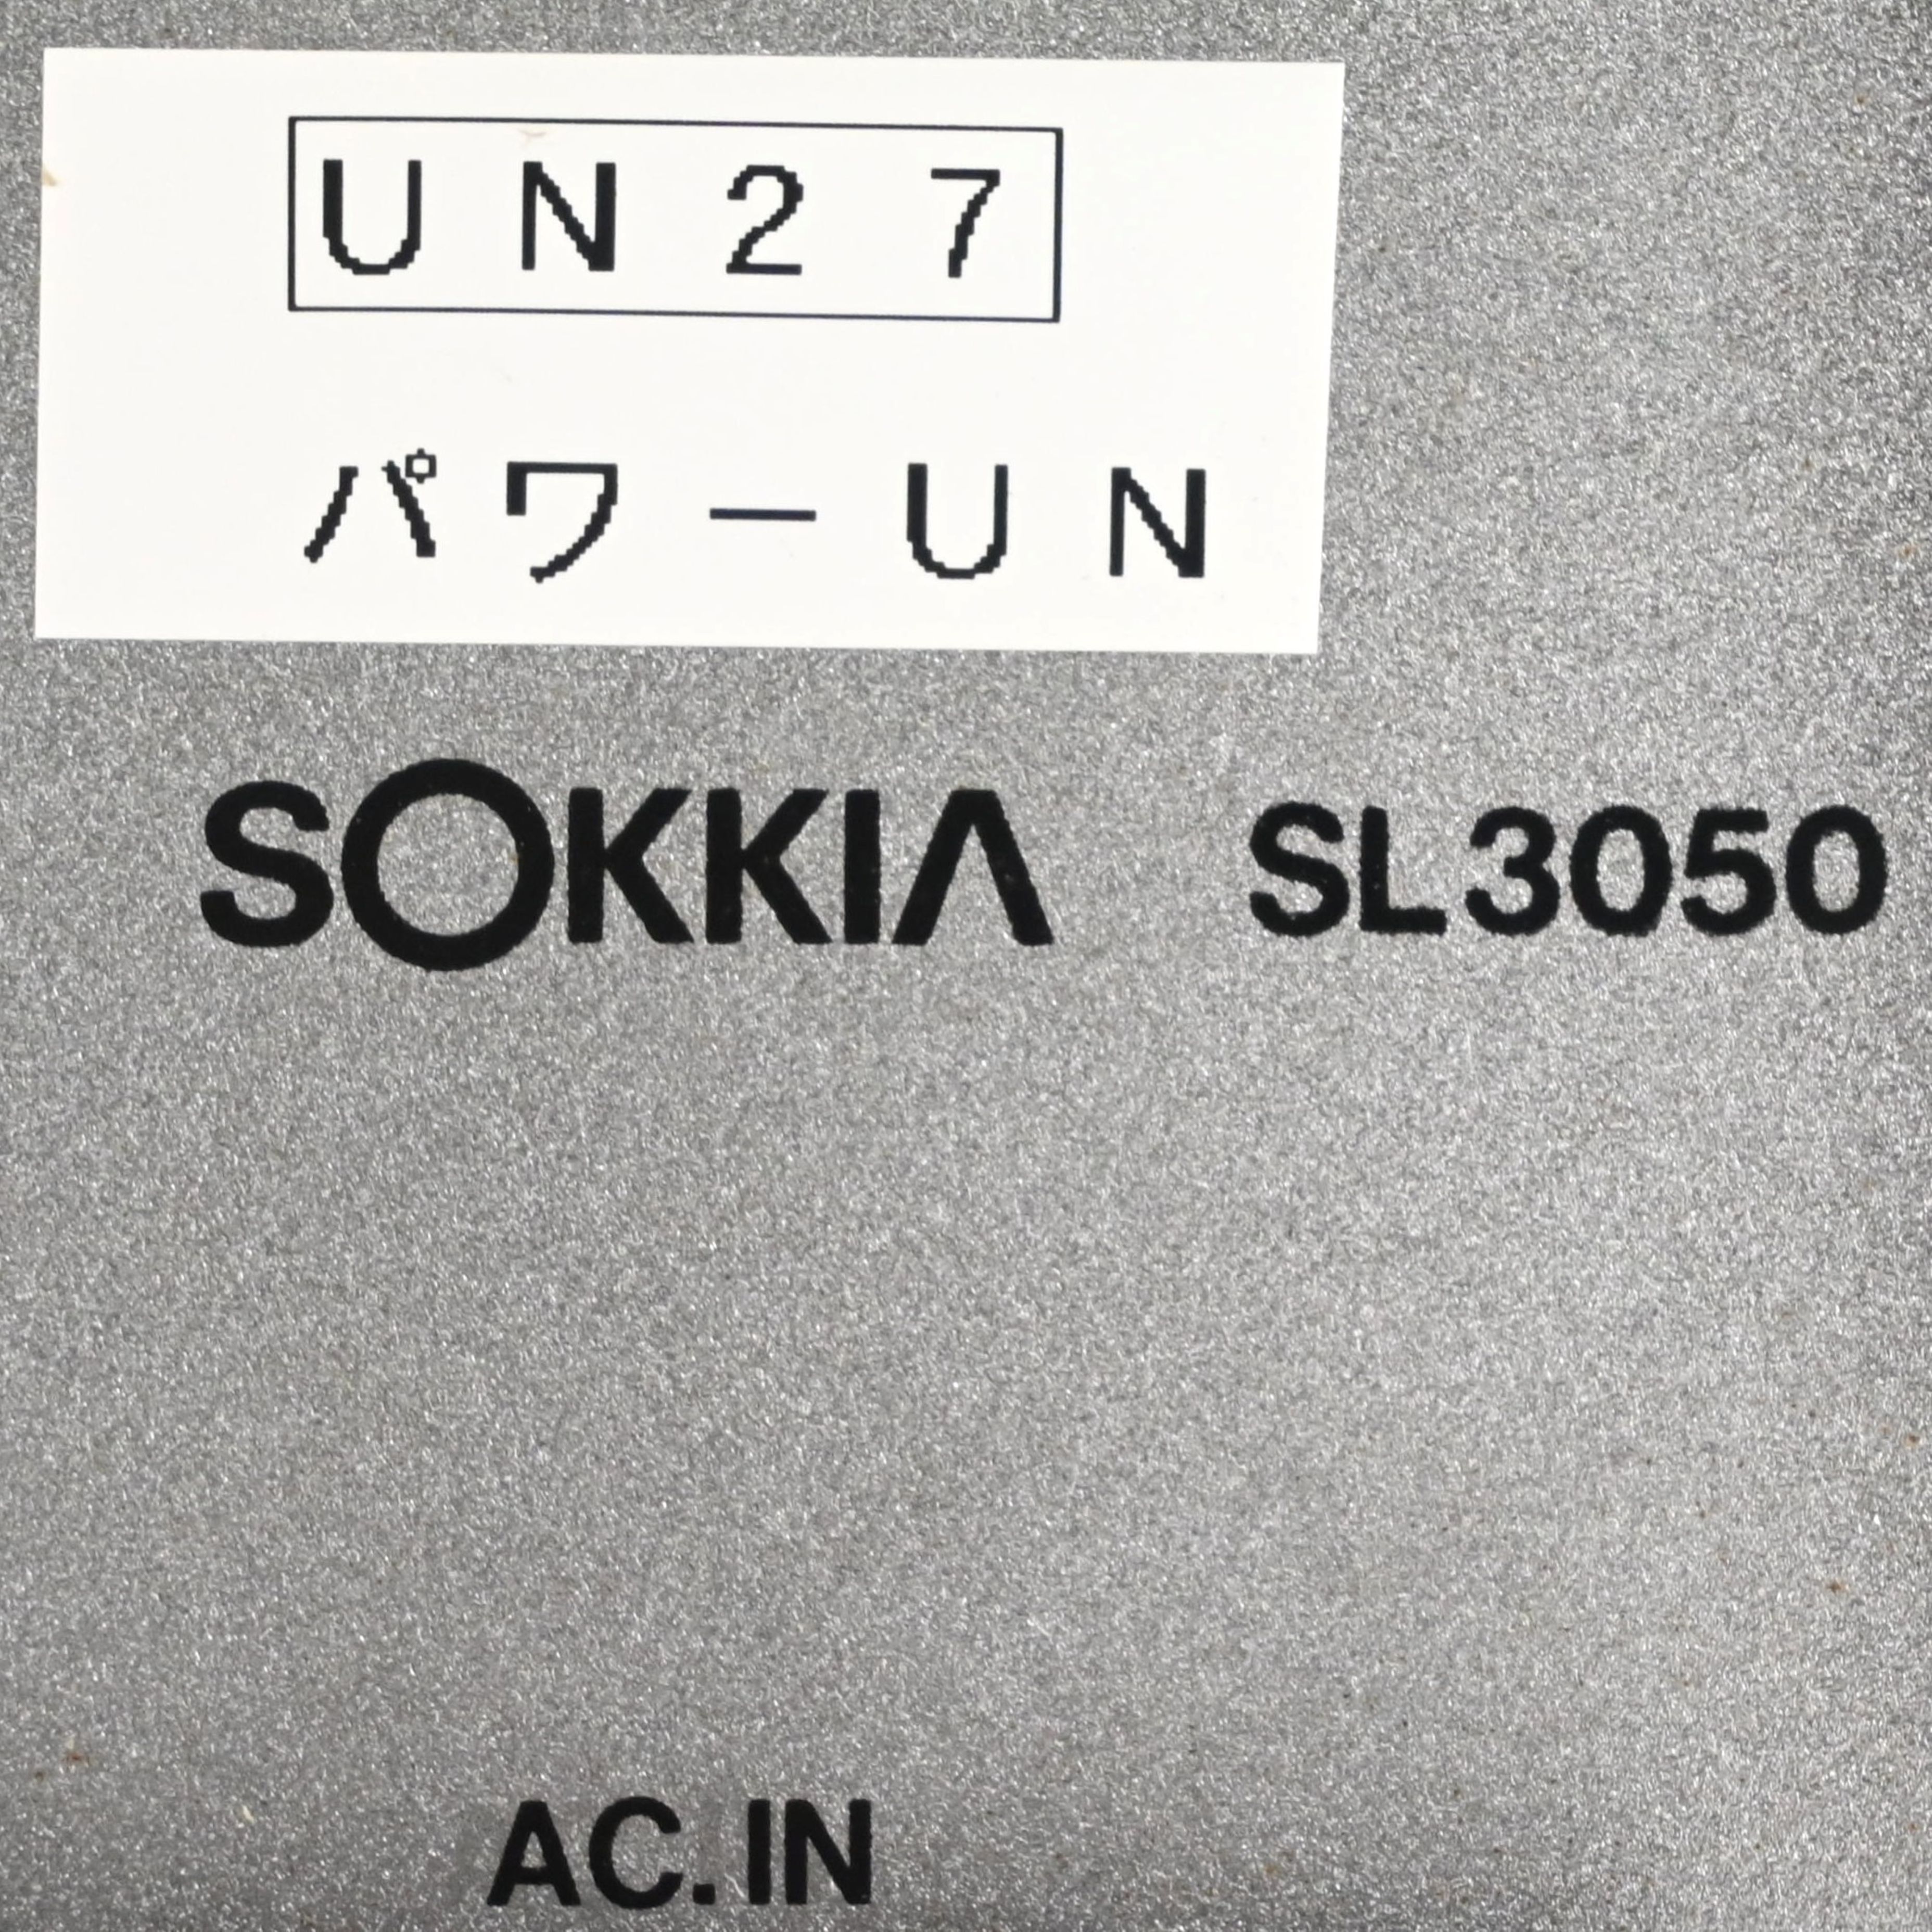 UN27
パワーUN
SOKKIA SL3050
AC.IN